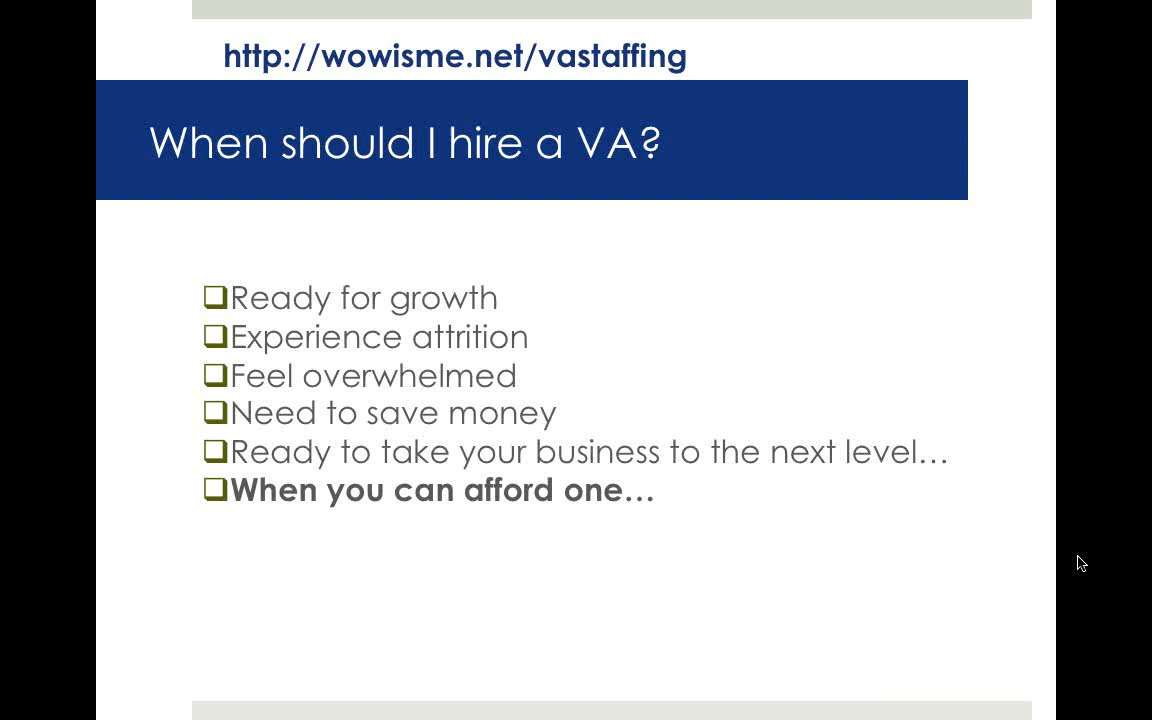 http://wowisme.net/vastaffing
When should I hire a VA?
❑Ready for growth
❑Experience attrition
❑Feel overwhelmed
❑Need to save money
❑Ready to take your business to the next level…
❑When you can afford one…